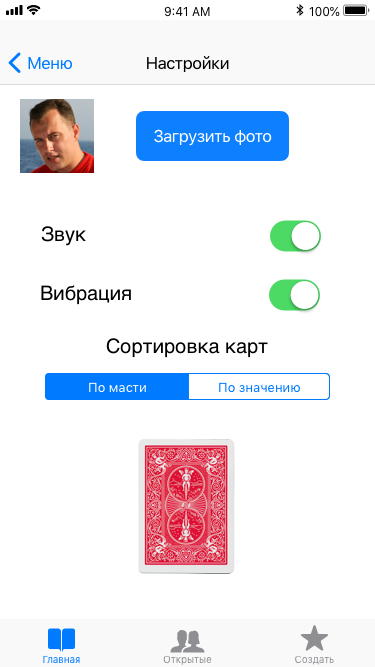 9:41 AM
100%
Меню
Настройки
Загрузить фото
Звук
Вибрация
Сортировка карт
По масти
По значению
Главная
Открытые
Создать